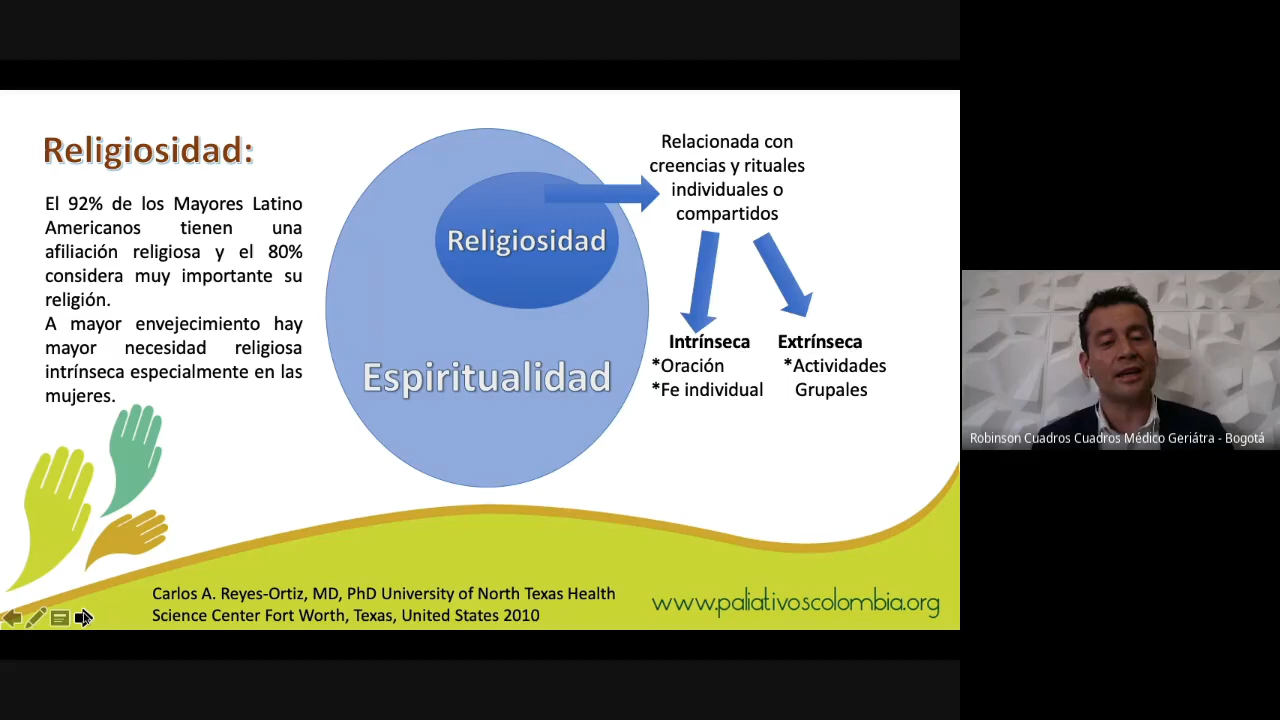 Religiosidad:
El 92% de los Mayores Latino
Americanos tienen una
afiliación religiosa y el 80%
considera muy importante su
religión.
A mayor envejecimiento hay
mayor necesidad religiosa
intrínseca especialmente en las
mujeres.
Religiosidad
Espiritualidad
Relacionada con
creencias y rituales
individuales o
compartidos
Intrínseca
*Oración
*Fe individual
Extrínseca
*Actividades
Grupales
Carlos A. Reyes-Ortiz, MD, PhD University of North Texas Health
Science Center Fort Worth, Texas, United States 2010
www.paliativoscolombia.org
Robinson Cuadros Cuadros Médico Geriátra - Bogotá